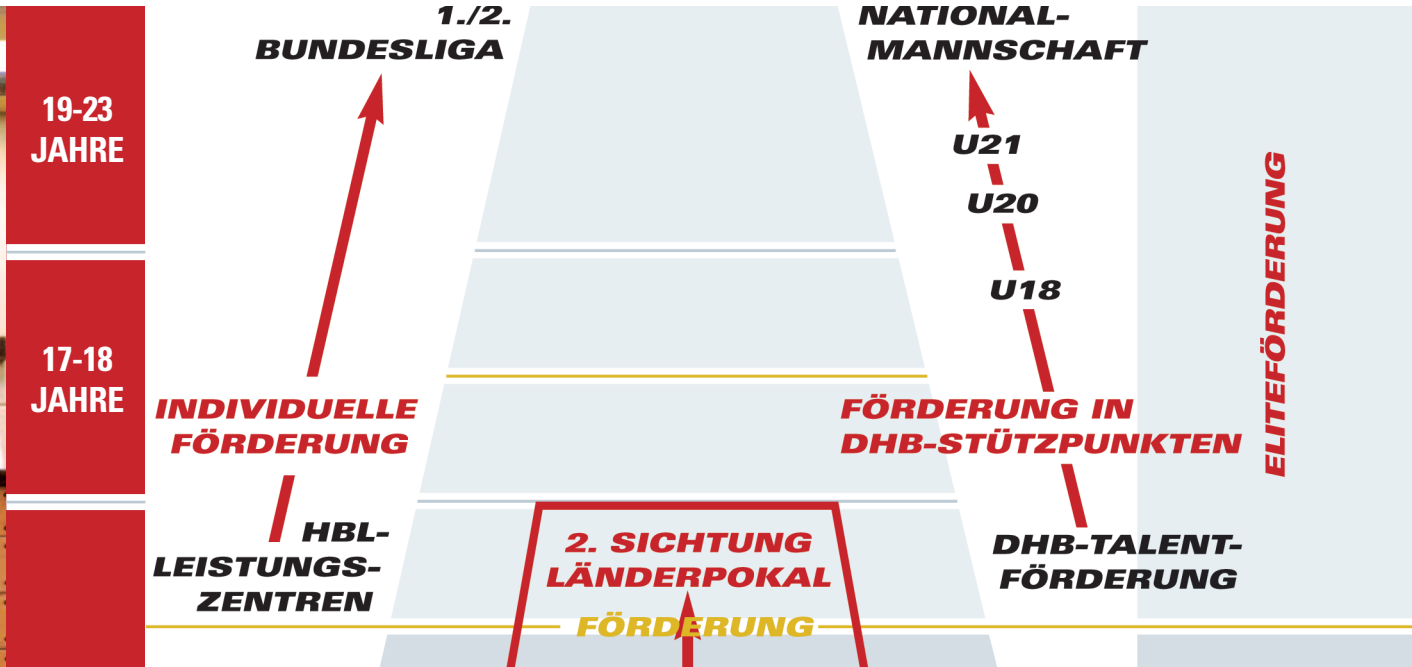 1./2.
BUNDESLIGA
NATIONAL-
MANNSCHAFT
19-23
JAHRE
U21
U20
U18
ELITEFÖRDERUNG
17-18
JAHRE
INDIVIDUELLE
FÖRDERUNG
FÖRDERUNG IN
DHB-STÜTZPUNKTEN
HBL-
LEISTUNGS-
ZENTREN
2. SICHTUNG
LÄNDERPOKAL
DHB-TALENT-
FÖRDERUNG
FÖRDERUNG